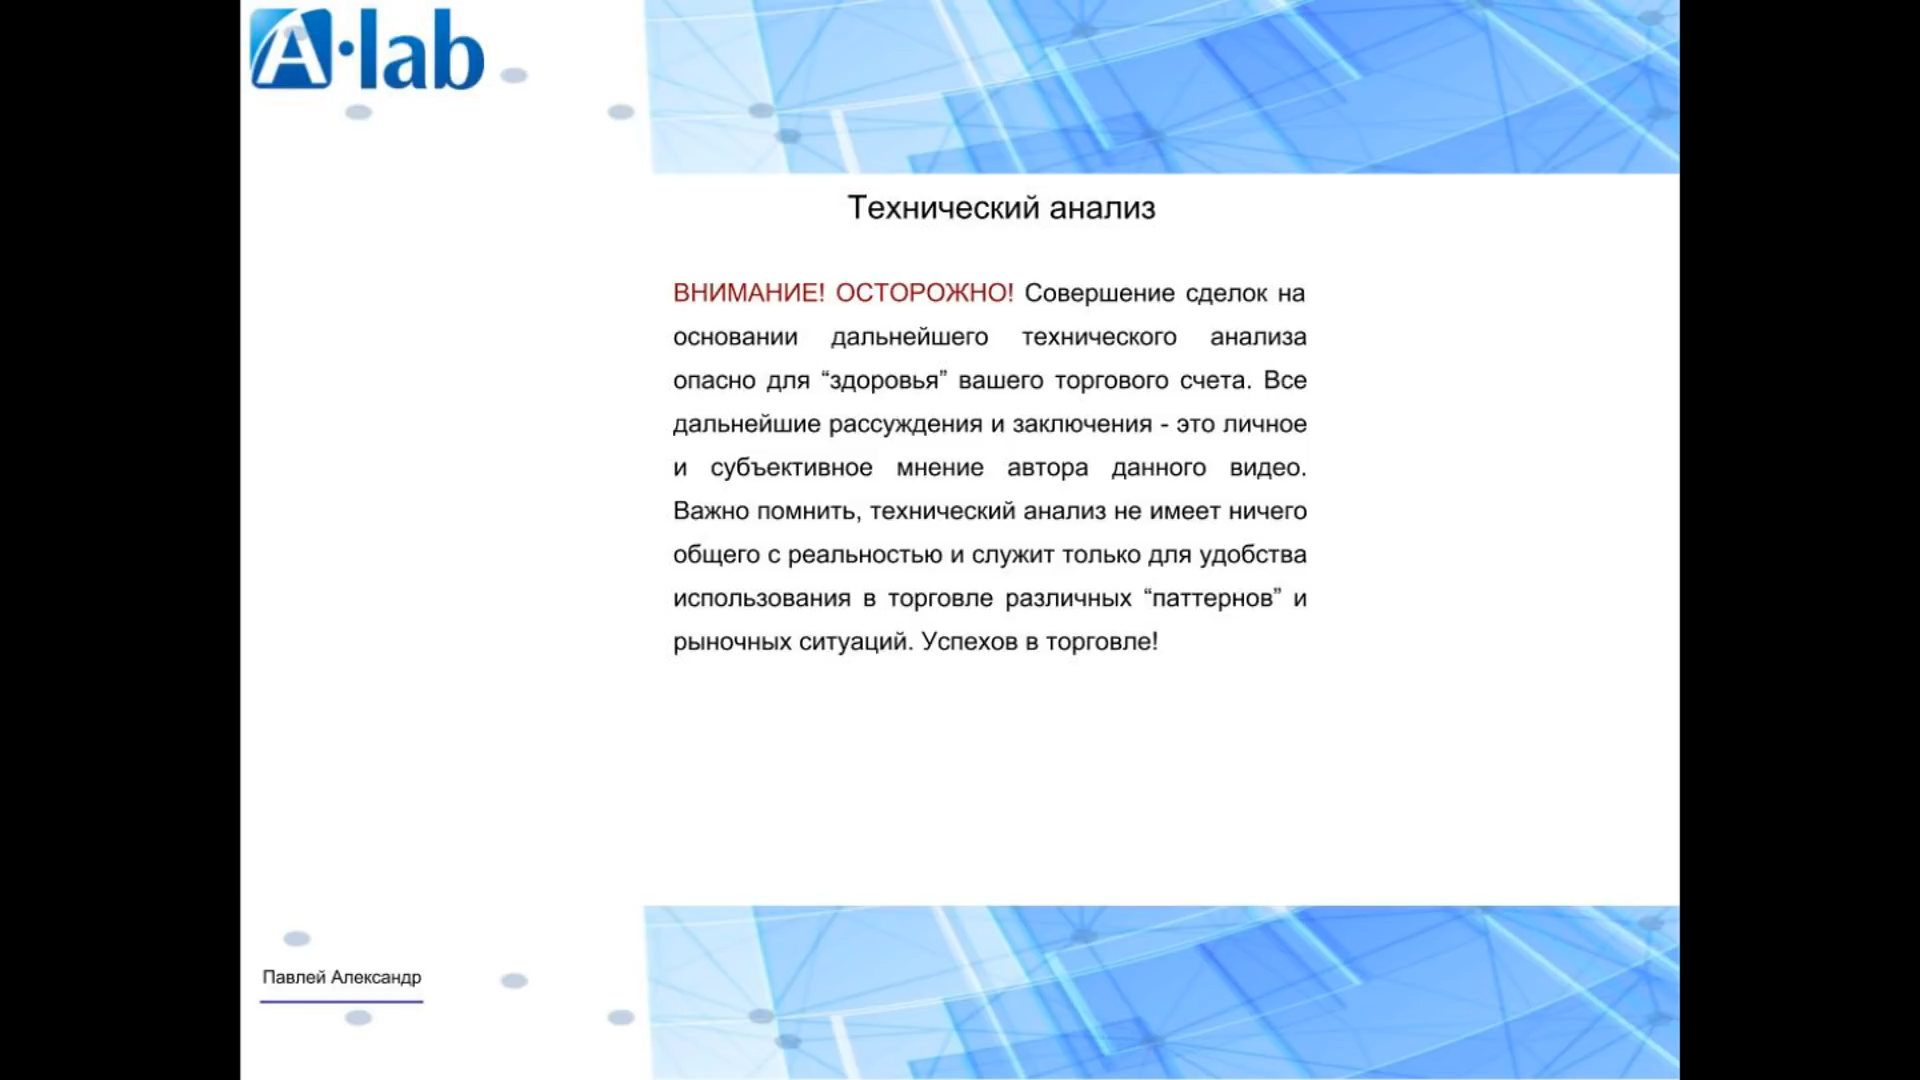 A·lab
Технический анализ
ВНИМАНИЕ! ОСТОРОЖНО! Совершение сделок на
основании дальнейшего технического анализа
опасно для “здоровья” вашего торгового счета. Все
дальнейшие рассуждения и заключения - это личное
и субъективное мнение автора данного видео.
Важно помнить, технический анализ не имеет ничего
общего с реальностью и служит только для удобства
использования в торговле различных “паттернов” и
рыночных ситуаций. Успехов в торговле!
Павлей Александр